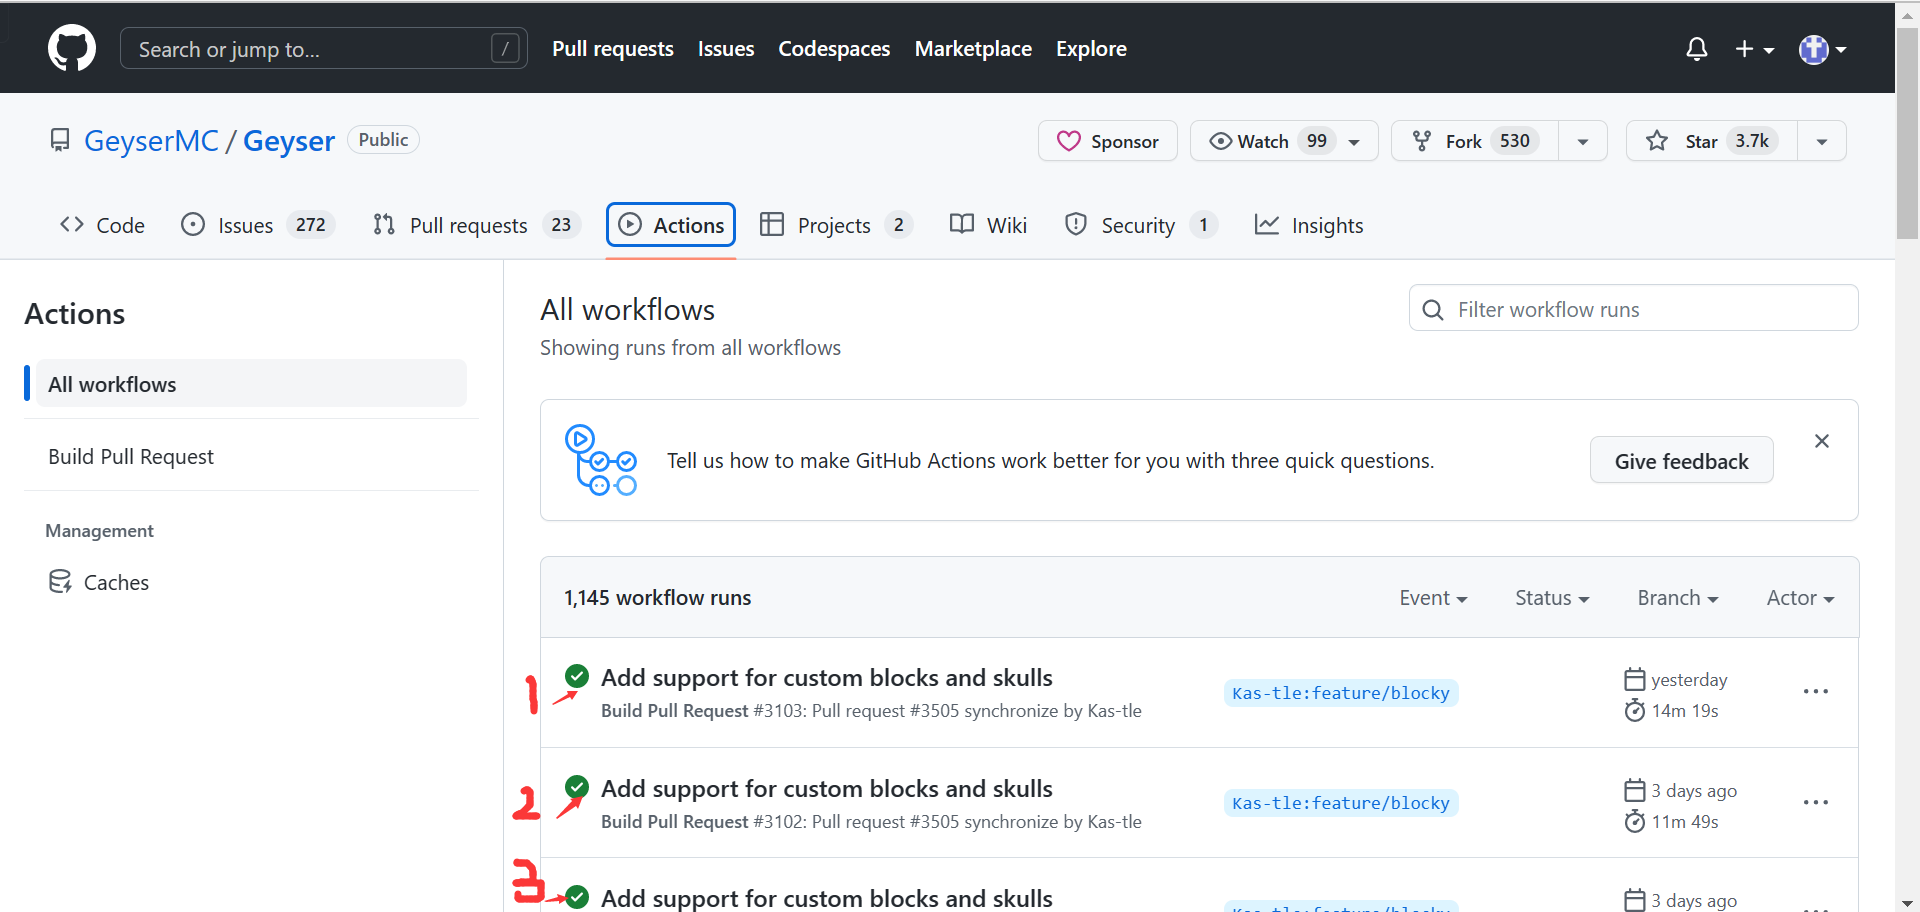 Search or jump to... /
Pull requests Issues Codespaces Marketplace Explore
GeyserMC / Geyser Public
Sponsor Watch 99 Fork 530 Star 3.7k
Code Issues 272 Pull requests 23 Actions Projects 2 Wiki Security 1 Insights
Actions
All workflows
Build Pull Request
Management
Caches
All workflows
Showing runs from all workflows
Filter workflow runs
Tell us how to make GitHub Actions work better for you with three quick questions.
Give feedback
1,145 workflow runs
Event Status Branch Actor
1
Add support for custom blocks and skulls
Build Pull Request #3103: Pull request #3505 synchronize by Kas-tle
Kas-tle:feature/blocky
yesterday
14m 19s
2
Add support for custom blocks and skulls
Build Pull Request #3102: Pull request #3505 synchronize by Kas-tle
Kas-tle:feature/blocky
3 days ago
11m 49s
3
Add support for custom blocks and skulls
Kas-tle:feature/blocky
3 days ago